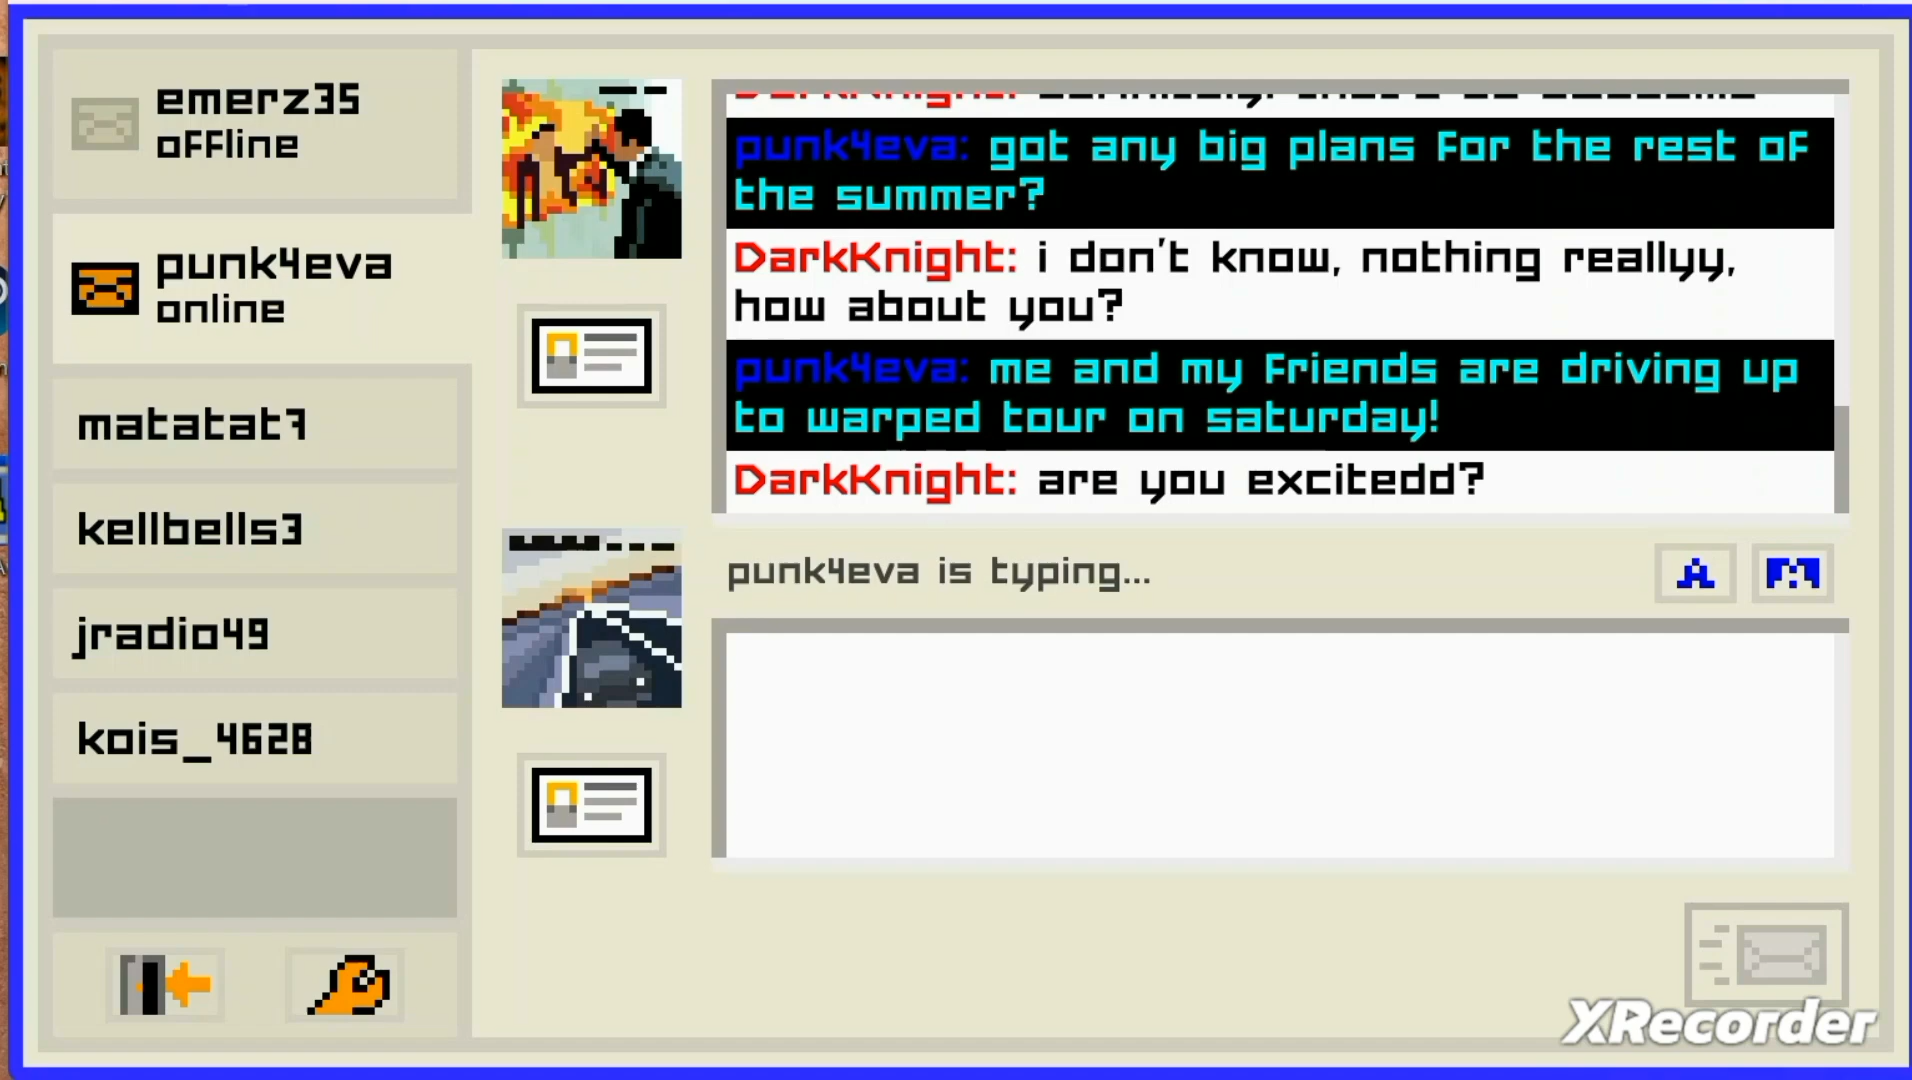 emerz35
offline
punk4eva
online
matatat7
kellbells3
jradio49
kois_4628
punk4eva: got any big plans for the rest of
the summer?
DarkKnight: i don't know, nothing reallyy,
how about you?
punk4eva: me and my friends are driving up
to warped tour on saturday!
DarkKnight: are you excitedd?
punk4eva is typing...
A
XRecorder